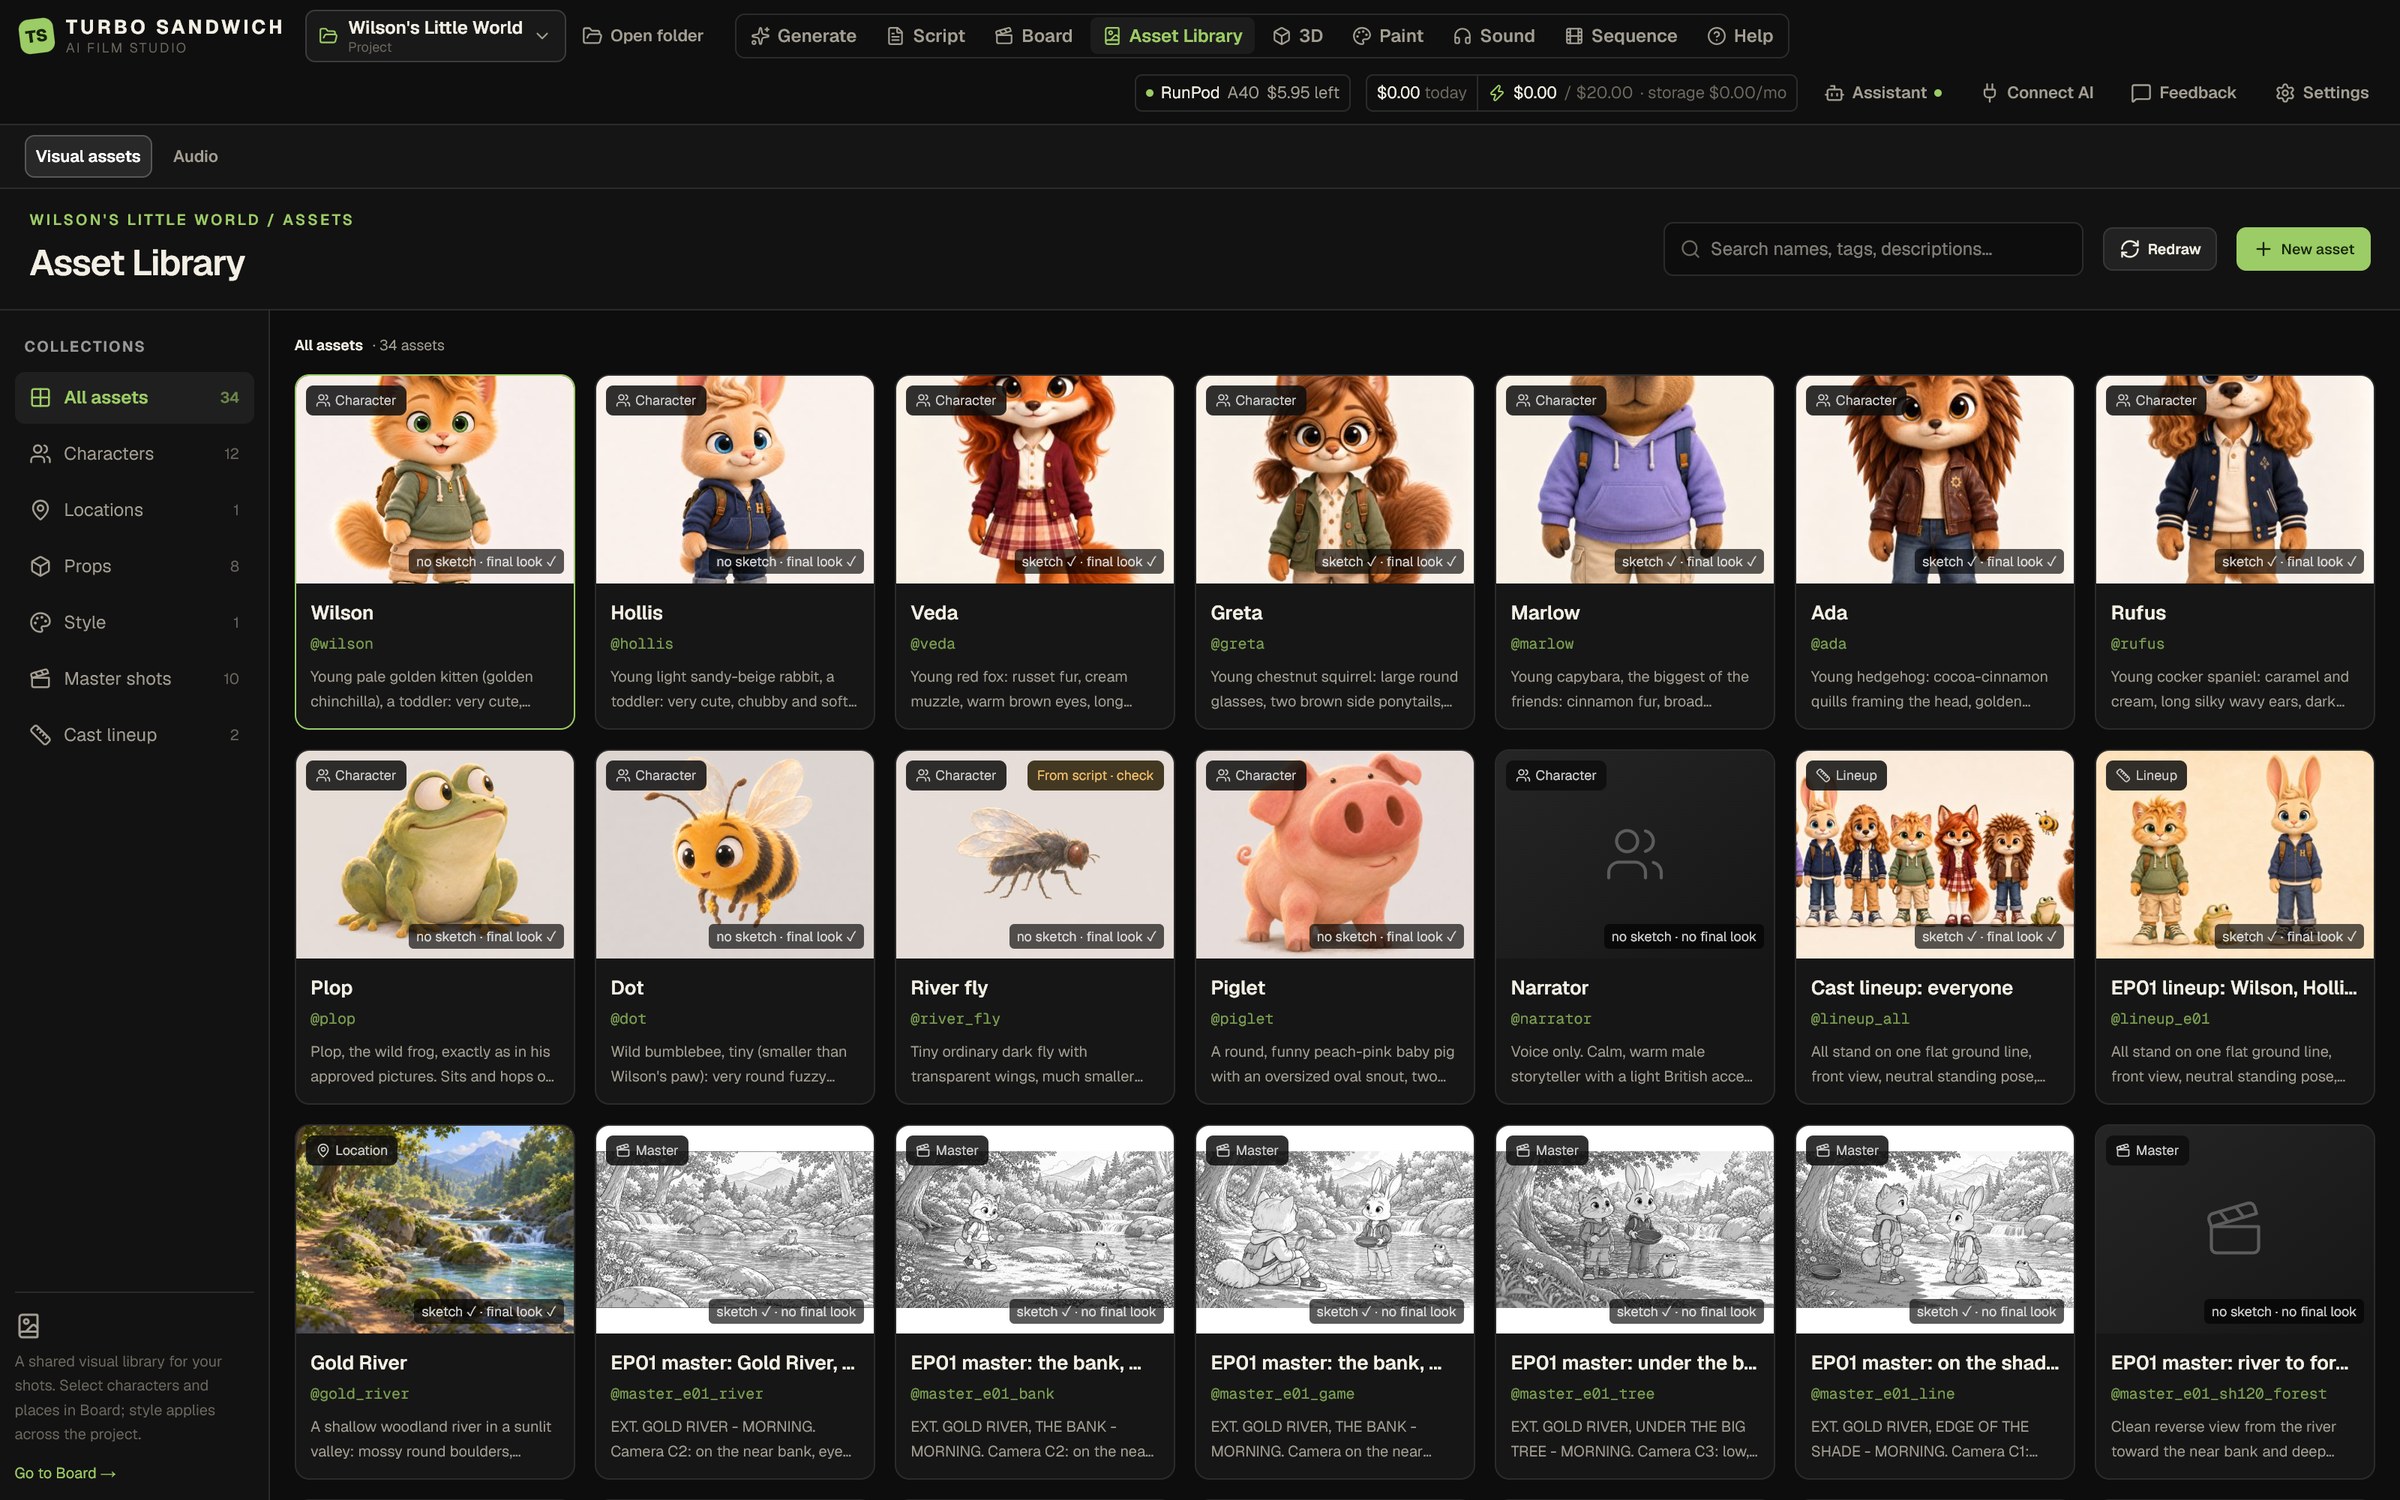 TS TURBO SANDWICH
AI FILM STUDIO
Wilson's Little World
Project
Open folder
Generate
Script
Board
Asset Library
3D
Paint
Sound
Sequence
Help
RunPod A40 $5.95 left
$0.00 today
$0.00 / $20.00 · storage $0.00/mo
Assistant
Connect AI
Feedback
Settings
Visual assets
Audio
WILSON'S LITTLE WORLD / ASSETS
Asset Library
Search names, tags, descriptions...
Redraw
New asset
COLLECTIONS
All assets 34
Characters 12
Locations 1
Props 8
Style 1
Master shots 10
Cast lineup 2
A shared visual library for your
shots. Select characters and
places in Board; style applies
across the project.
Go to Board →
All assets · 34 assets
Character
no sketch · final look ✓
Wilson
@wilson
Young pale golden kitten (golden
chinchilla), a toddler: very cute,...
Character
H
no sketch · final look ✓
Hollis
@hollis
Young light sandy-beige rabbit, a
toddler: very cute, chubby and soft...
Character
sketch ✓ · final look ✓
Veda
@veda
Young red fox: russet fur, cream
muzzle, warm brown eyes, long...
Character
sketch ✓ · final look ✓
Greta
@greta
Young chestnut squirrel: large round
glasses, two brown side ponytails,...
Character
sketch ✓ · final look ✓
Marlow
@marlow
Young capybara, the biggest of the
friends: cinnamon fur, broad...
Character
sketch ✓ · final look ✓
Ada
@ada
Young hedgehog: cocoa-cinnamon
quills framing the head, golden...
Character
sketch ✓ · final look ✓
Rufus
@rufus
Young cocker spaniel: caramel and
cream, long silky wavy ears, dark...
Character
no sketch · final look ✓
Plop
@plop
Plop, the wild frog, exactly as in his
approved pictures. Sits and hops o...
Character
no sketch · final look ✓
Dot
@dot
Wild bumblebee, tiny (smaller than
Wilson's paw): very round fuzzy...
Character
From script · check
no sketch · final look ✓
River fly
@river_fly
Tiny ordinary dark fly with
transparent wings, much smaller...
Character
no sketch · final look ✓
Piglet
@piglet
A round, funny peach-pink baby pig
with an oversized oval snout, two...
Character
no sketch · no final look
Narrator
@narrator
Voice only. Calm, warm male
storyteller with a light British acce...
Lineup
sketch ✓ · final look ✓
Cast lineup: everyone
@lineup_all
All stand on one flat ground line,
front view, neutral standing pose,...
Lineup
H
sketch ✓ · final look ✓
EP01 lineup: Wilson, Holli...
@lineup_e01
All stand on one flat ground line,
front view, neutral standing pose,...
Location
sketch ✓ · final look ✓
Gold River
@gold_river
A shallow woodland river in a sunlit
valley: mossy round boulders,...
Master
sketch ✓ · no final look
EP01 master: Gold River, ...
@master_e01_river
EXT. GOLD RIVER - MORNING.
Camera C2: on the near bank, eye...
Master
sketch ✓ · no final look
EP01 master: the bank, ...
@master_e01_bank
EXT. GOLD RIVER, THE BANK -
MORNING. Camera C2: on the nea...
Master
sketch ✓ · no final look
EP01 master: the bank, ...
@master_e01_game
EXT. GOLD RIVER, THE BANK -
MORNING. Camera on the near...
Master
sketch ✓ · no final look
EP01 master: under the b...
@master_e01_tree
EXT. GOLD RIVER, UNDER THE BIG
TREE - MORNING. Camera C3: low,...
Master
sketch ✓ · no final look
EP01 master: on the shad...
@master_e01_line
EXT. GOLD RIVER, EDGE OF THE
SHADE - MORNING. Camera C1:...
Master
no sketch · no final look
EP01 master: river to for...
@master_e01_sh120_forest
Clean reverse view from the river
toward the near bank and deep...